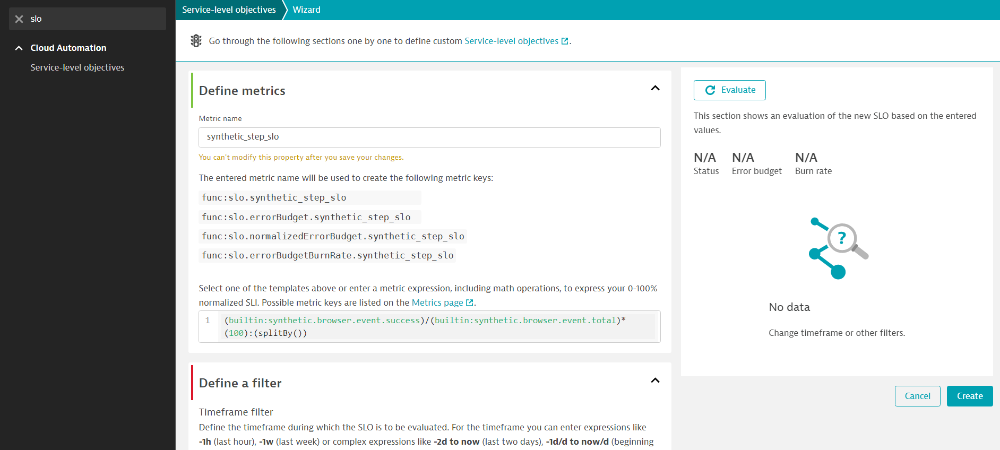 slo
Cloud Automation
Service-level objectives
Service-level objectives
Wizard
Go through the following sections one by one to define custom Service-level objectives.
Define metrics
Metric name
synthetic_step_slo
You can't modify this property after you save your changes.
The entered metric name will be used to create the following metric keys:
func:slo.synthetic_step_slo
func:slo.errorBudget.synthetic_step_slo
func:slo.normalizedErrorBudget.synthetic_step_slo
func:slo.errorBudgetBurnRate.synthetic_step_slo
Select one of the templates above or enter a metric expression, including math operations, to express your 0-100%
normalized SLI. Possible metric keys are listed on the Metrics page.
1 (builtin:synthetic.browser.event.success)/(builtin:synthetic.browser.event.total)*
(100):(splitBy())
Define a filter
Timeframe filter
Define the timeframe during which the SLO is to be evaluated. For the timeframe you can enter expressions like
-1h (last hour), -1w (last week) or complex expressions like -2d to now (last two days), -1d/d to now/d (beginning
Evaluate
This section shows an evaluation of the new SLO based on the entered
values.
N/A N/A N/A
Status Error budget Burn rate
?
No data
Change timeframe or other filters.
Cancel Create